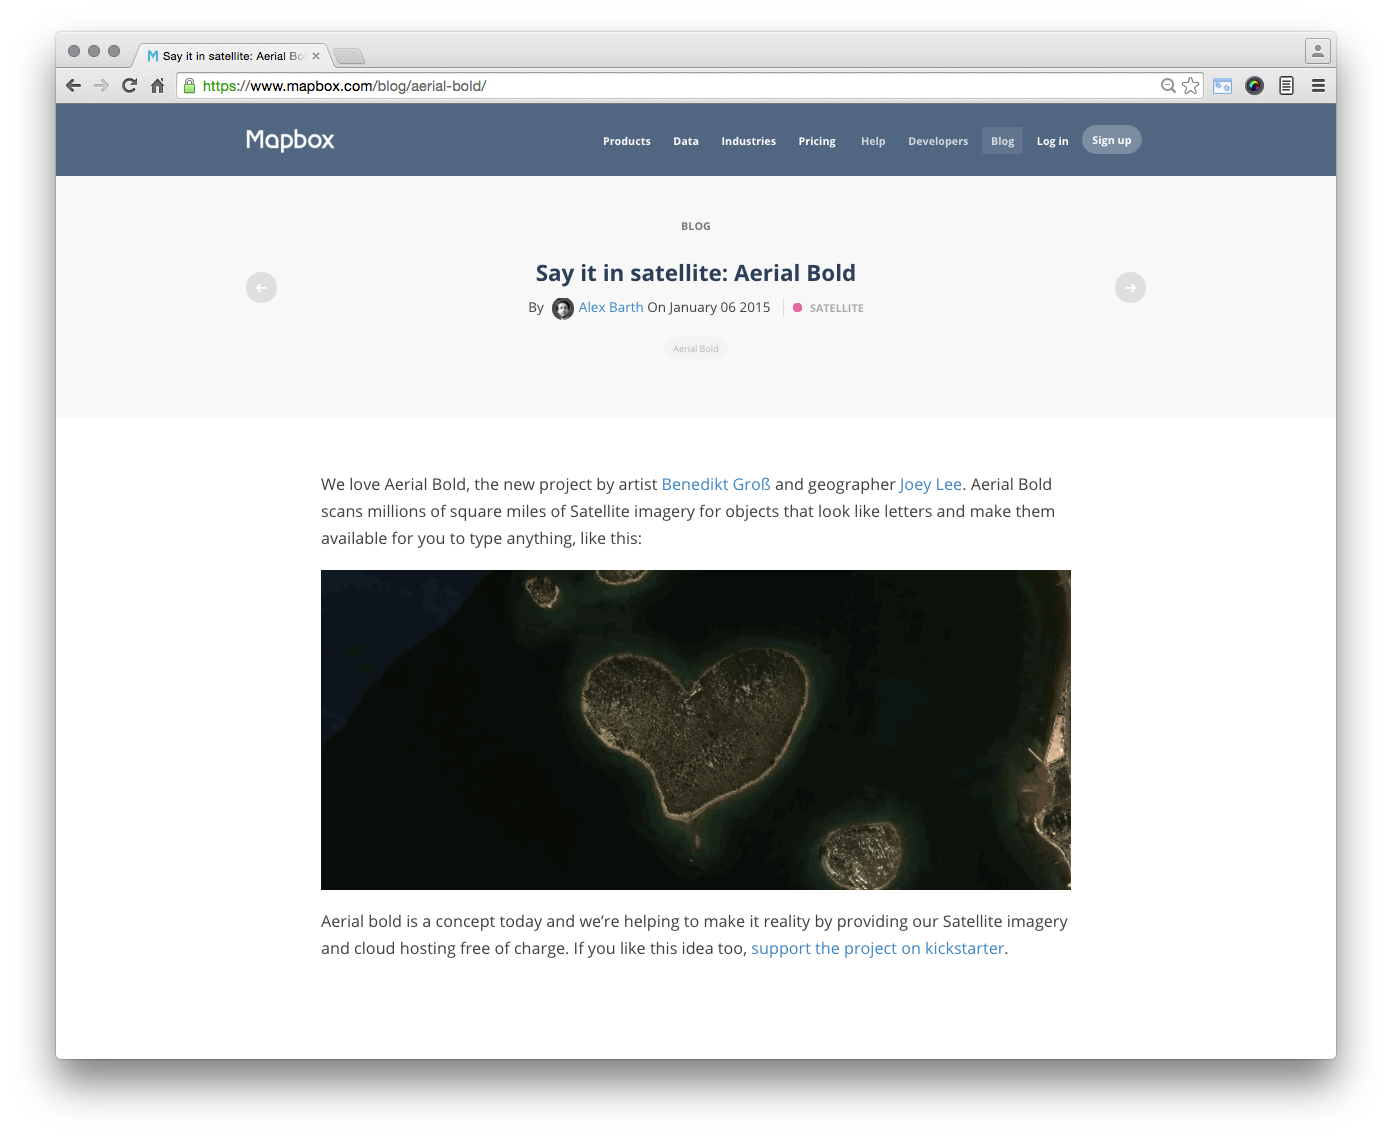 Say it in satellite: Aerial Bo
https://www.mapbox.com/blog/aerial-bold/
Mapbox
Products Data Industries Pricing Help Developers Blog Log in Sign up
BLOG
Say it in satellite: Aerial Bold
By Alex Barth On January 06 2015 SATELLITE
Aerial Bold
We love Aerial Bold, the new project by artist Benedikt Groß and geographer Joey Lee. Aerial Bold
scans millions of square miles of Satellite imagery for objects that look like letters and make them
available for you to type anything, like this:
Aerial bold is a concept today and we’re helping to make it reality by providing our Satellite imagery
and cloud hosting free of charge. If you like this idea too, support the project on kickstarter.